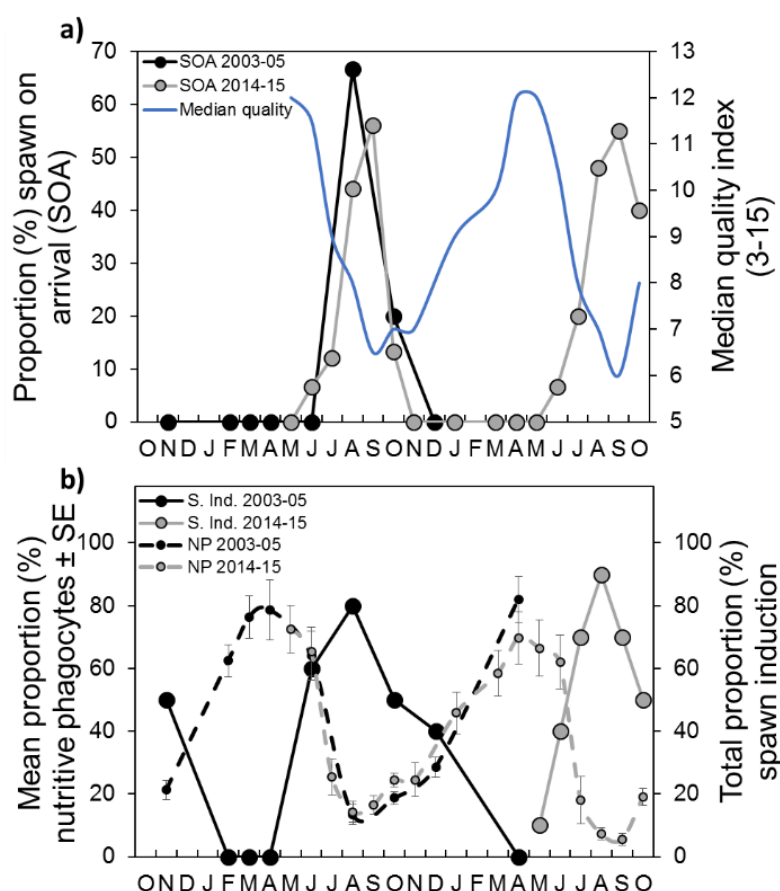 a)
70
60
50
40
30
20
10
0
Proportion (%) spawn on
arrival (SOA)
SOA 2003-05
SOA 2014-15
Median quality
13
12
11
10
9
8
7
6
5
Median quality index
(3-15)
O N D J F M A M J J A S O N D J F M A M J J A S O
b)
100
80
60
40
20
0
Mean proportion (%)
nutritive phagocytes ± SE
S. Ind. 2003-05
S. Ind. 2014-15
NP 2003-05
NP 2014-15
100
80
60
40
20
0
Total proportion (%)
spawn induction
O N D J F M A M J J A S O N D J F M A M J J A S O